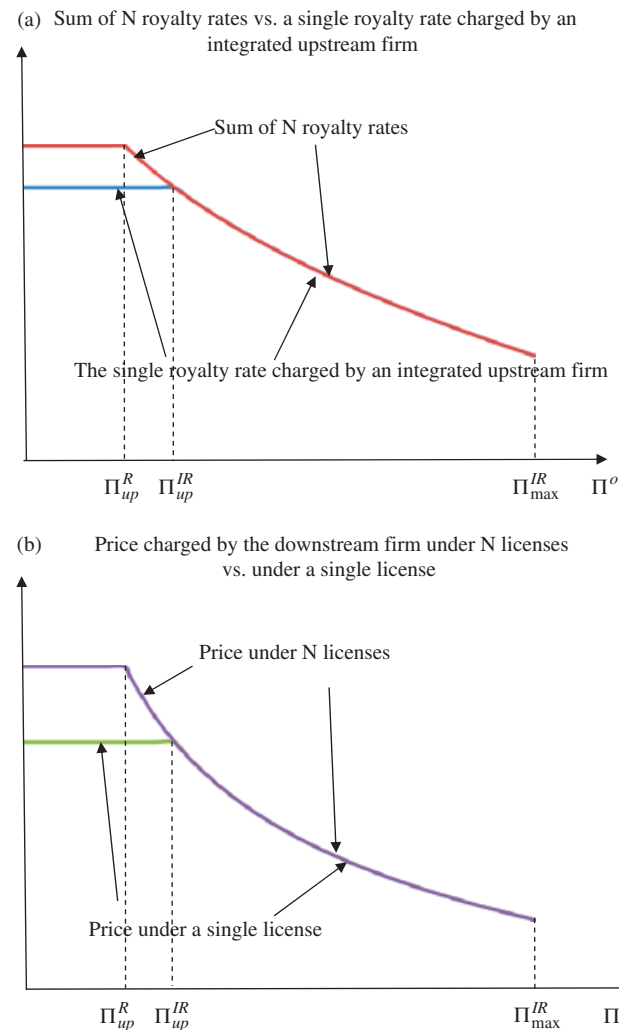 (a) Sum of N royalty rates vs. a single royalty rate charged by an
integrated upstream firm
Sum of N royalty rates
The single royalty rate charged by an integrated upstream firm
Π^R_up Π^IR_up Π^IR_max Π^o
(b) Price charged by the downstream firm under N licenses
vs. under a single license
Price under N licenses
Price under a single license
Π^R_up Π^IR_up Π^IR_max Π